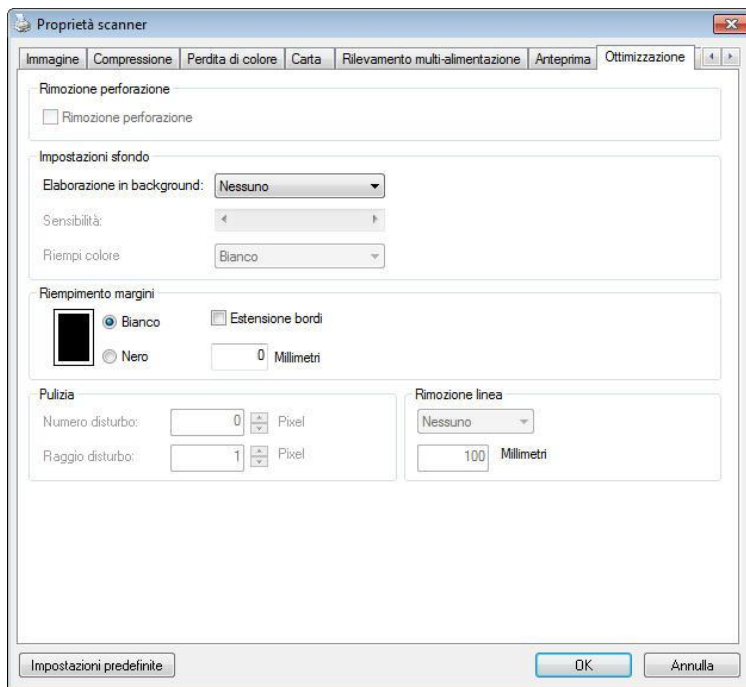 Proprietà scanner
Immagine Compressione Perdita di colore Carta Rilevamento multi-alimentazione Anteprima Ottimizzazione
Rimozione perforazione
Rimozione perforazione
Impostazioni sfondo
Elaborazione in background: Nessuno
Sensibilità:
Riempi colore Bianco
Riempimento margini
Bianco Estensione bordi
Nero 0 Millimetri
Pulizia Rimozione linea
Numero disturbo: 0 Pixel Nessuno
Raggio disturbo: 1 Pixel 100 Millimetri
Impostazioni predefinite OK Annulla